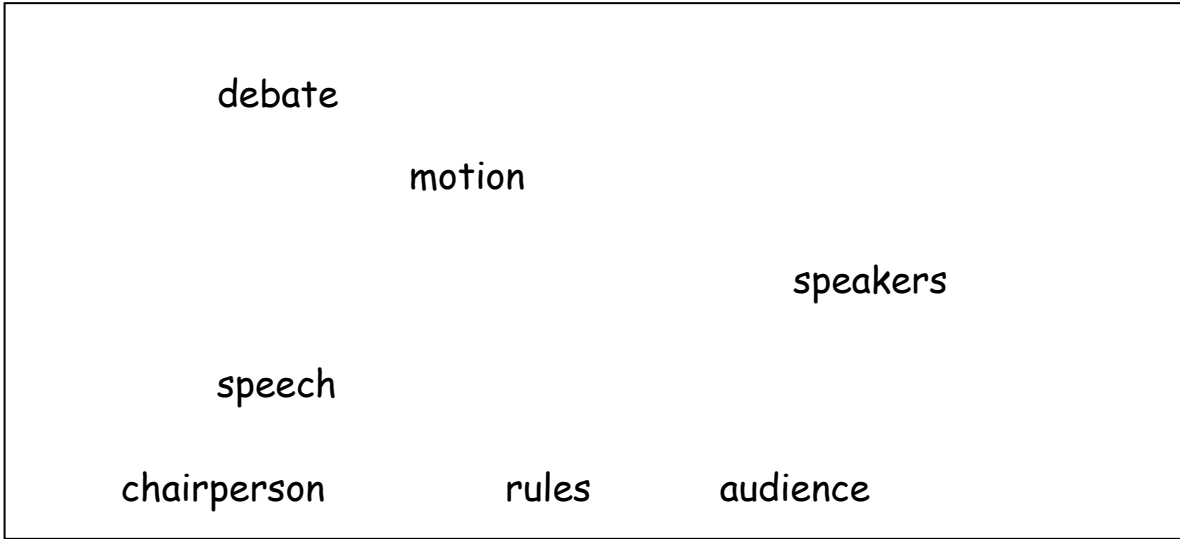 debate
motion
speakers
speech
chairperson rules audience